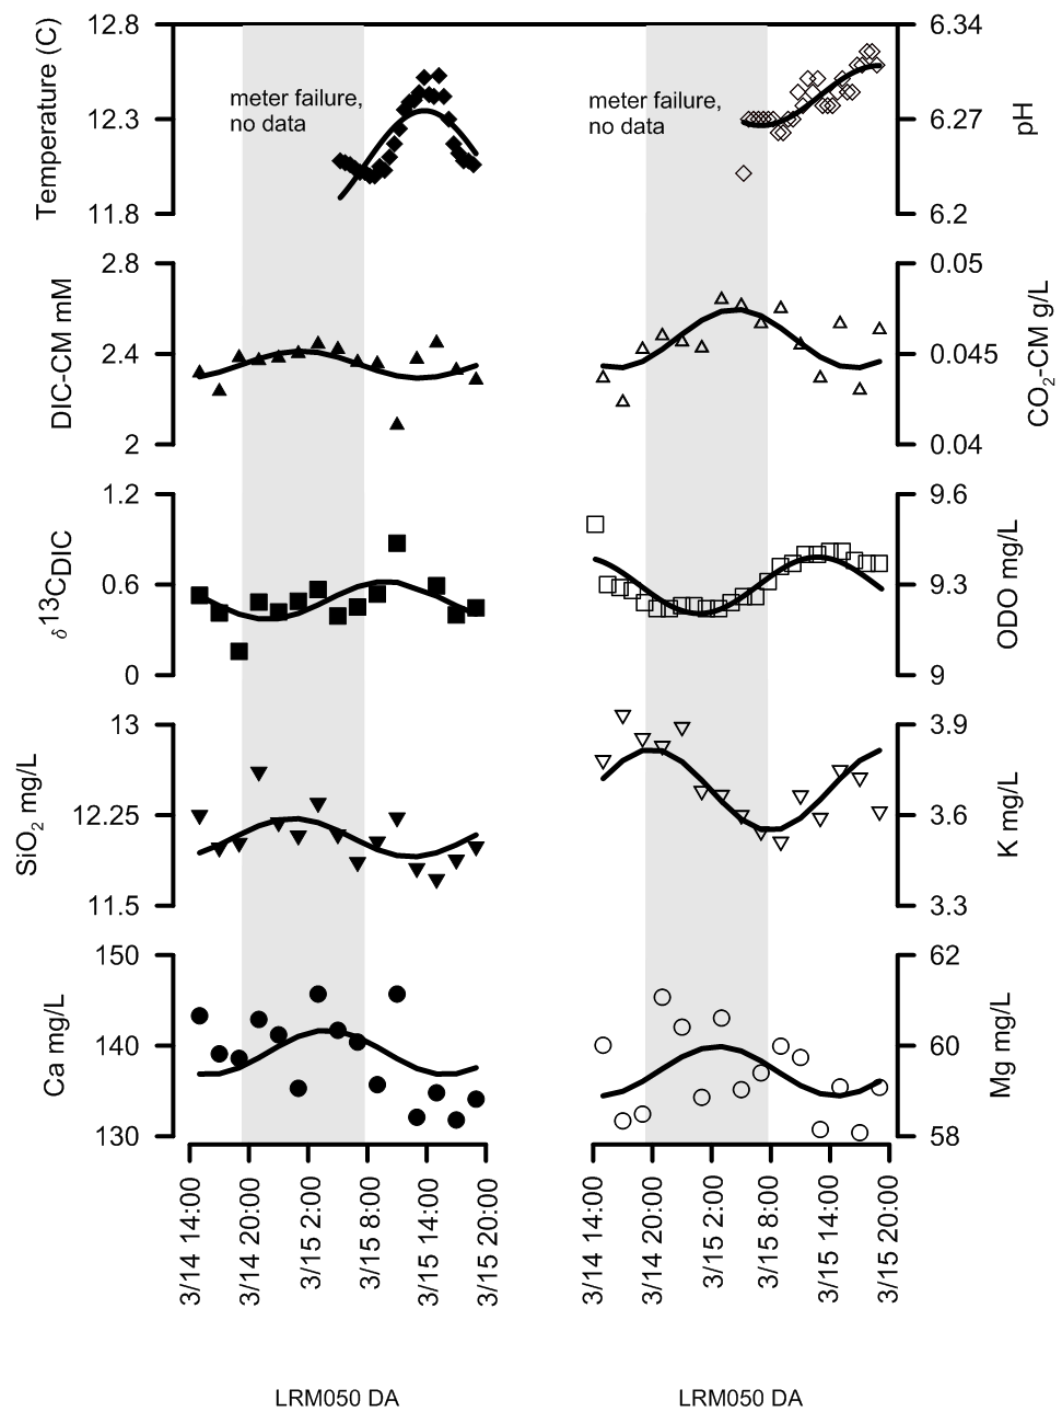 Temperature (C)
12.8
12.3
11.8
meter failure,
no data
meter failure,
no data
6.34
6.27
6.2
pH
DIC-CM mM
2.8
2.4
2
0.05
0.045
0.04
CO₂-CM g/L
δ¹³CDIC
1.2
0.6
0
9.6
9.3
9
ODO mg/L
SiO₂ mg/L
13
12.25
11.5
3.9
3.6
3.3
K mg/L
Ca mg/L
150
140
130
62
60
58
Mg mg/L
3/14 14:00
3/14 20:00
3/15 2:00
3/15 8:00
3/15 14:00
3/15 20:00
3/14 14:00
3/14 20:00
3/15 2:00
3/15 8:00
3/15 14:00
3/15 20:00
LRM050 DA
LRM050 DA